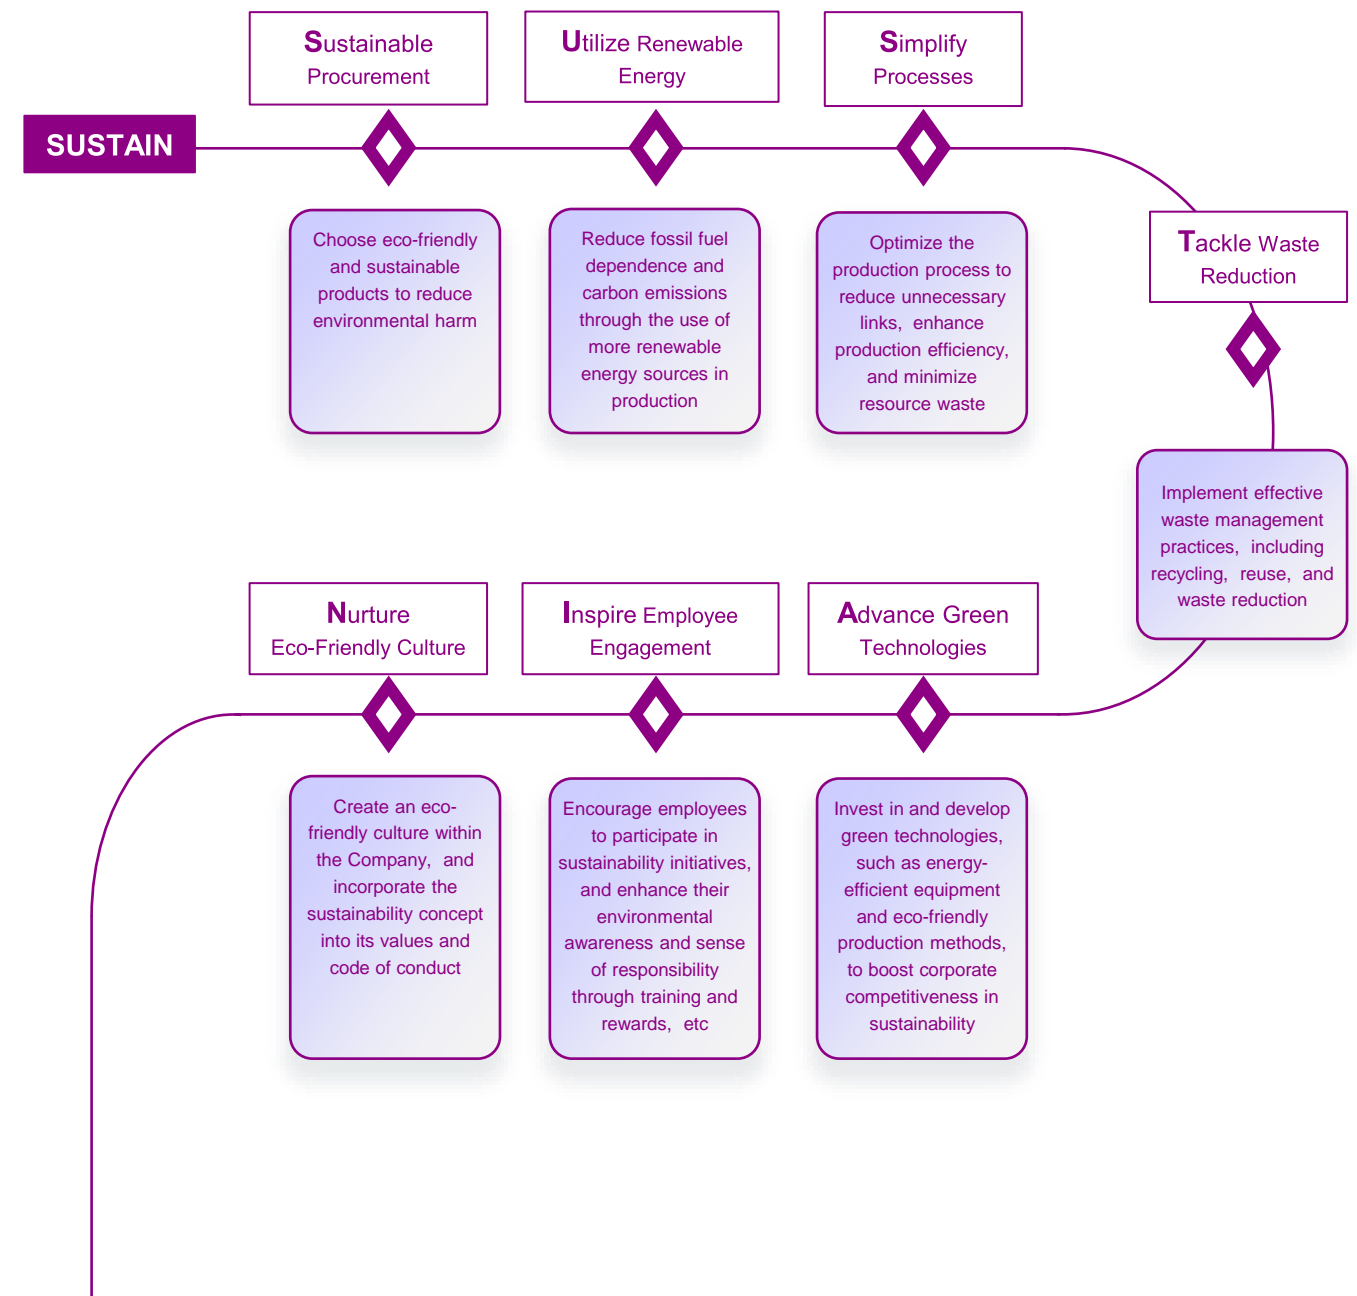 SUSTAIN
Sustainable
Procurement
Choose eco-friendly
and sustainable
products to reduce
environmental harm
Utilize Renewable
Energy
Reduce fossil fuel
dependence and
carbon emissions
through the use of
more renewable
energy sources in
production
Simplify
Processes
Optimize the
production process to
reduce unnecessary
links, enhance
production efficiency,
and minimize
resource waste
Tackle Waste
Reduction
Implement effective
waste management
practices, including
recycling, reuse, and
waste reduction
Advance Green
Technologies
Invest in and develop
green technologies,
such as energy-
efficient equipment
and eco-friendly
production methods,
to boost corporate
competitiveness in
sustainability
Inspire Employee
Engagement
Encourage employees
to participate in
sustainability initiatives,
and enhance their
environmental
awareness and sense
of responsibility
through training and
rewards, etc
Nurture
Eco-Friendly Culture
Create an eco-
friendly culture within
the Company, and
incorporate the
sustainability concept
into its values and
code of conduct